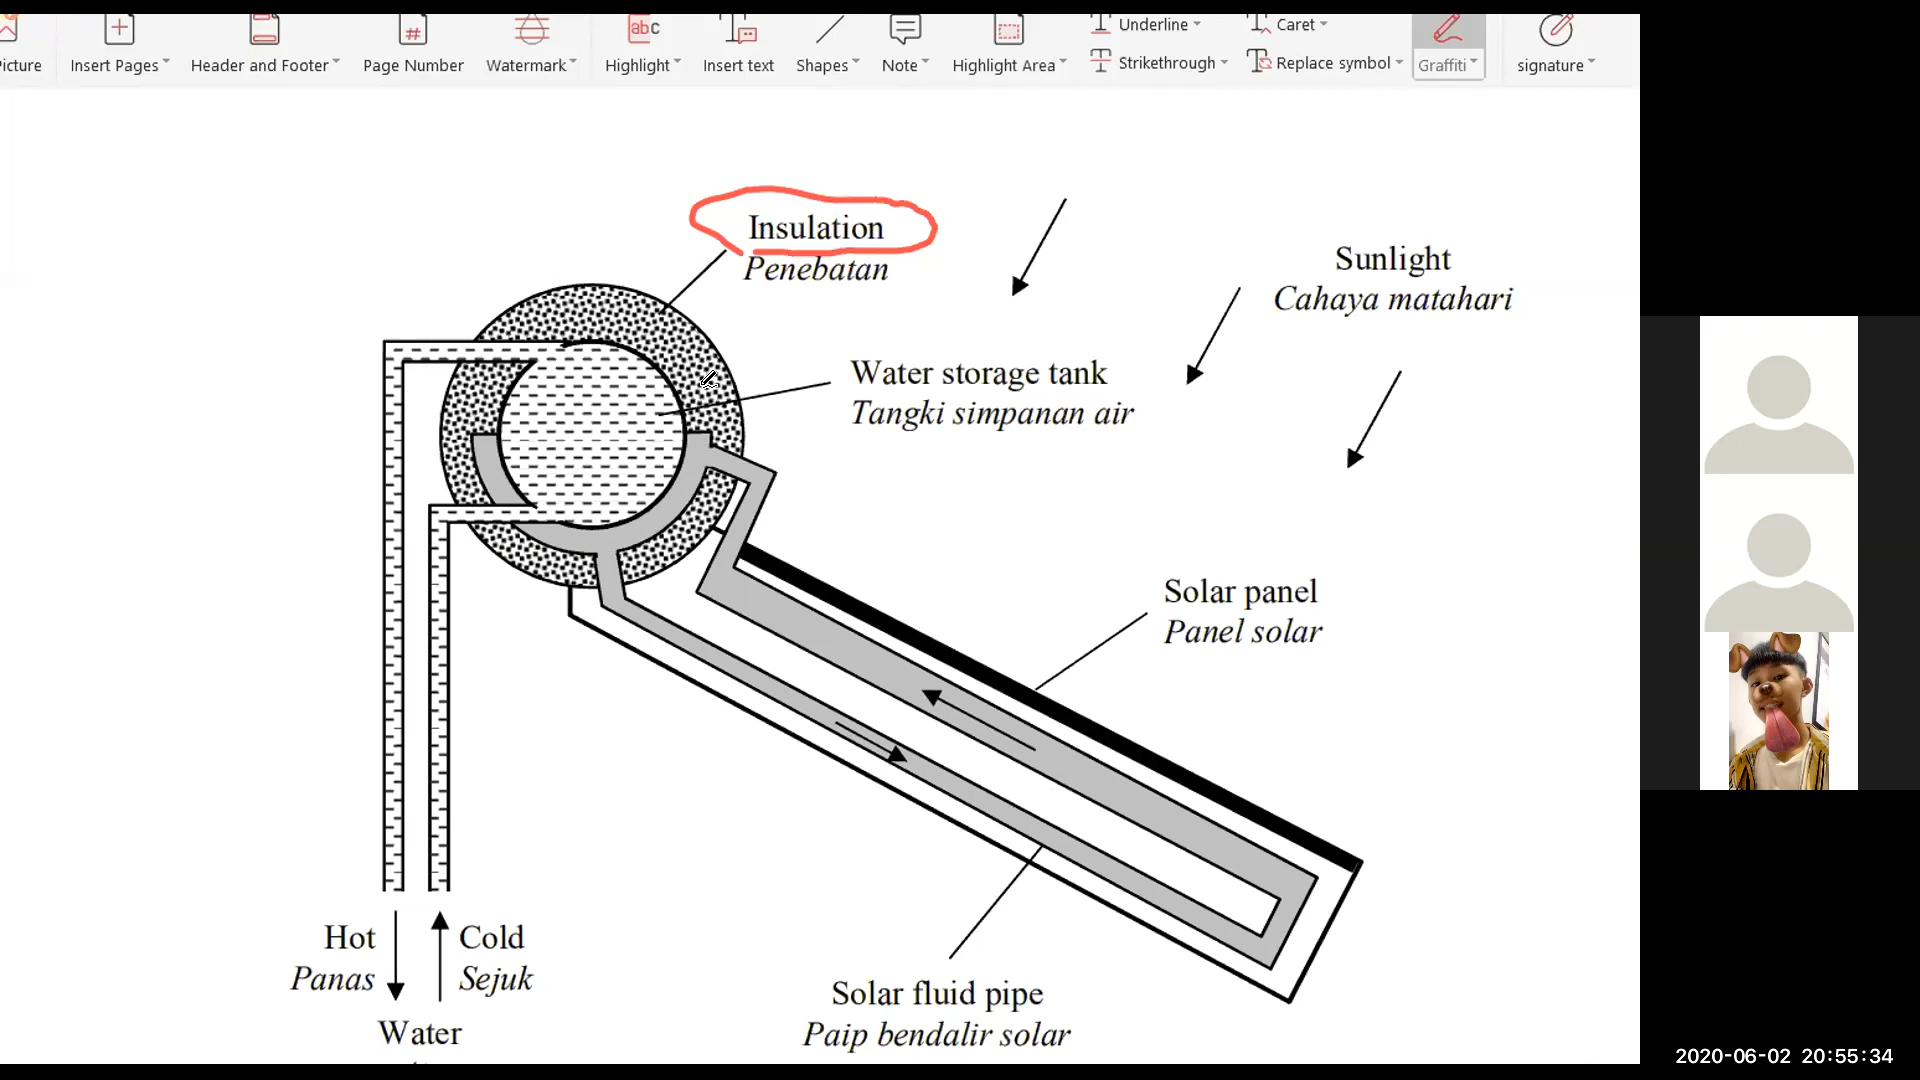 Picture
Insert Pages
Header and Footer
Page Number
Watermark
Highlight
Insert text
Shapes
Note
Highlight Area
Underline
Strikethrough
Caret
Replace symbol
Graffiti
signature
abc
#
Insulation
Penebatan
Sunlight
Cahaya matahari
Water storage tank
Tangki simpanan air
Solar panel
Panel solar
Hot
Panas
Cold
Sejuk
Water
Solar fluid pipe
Paip bendalir solar
2020-06-02 20:55:34